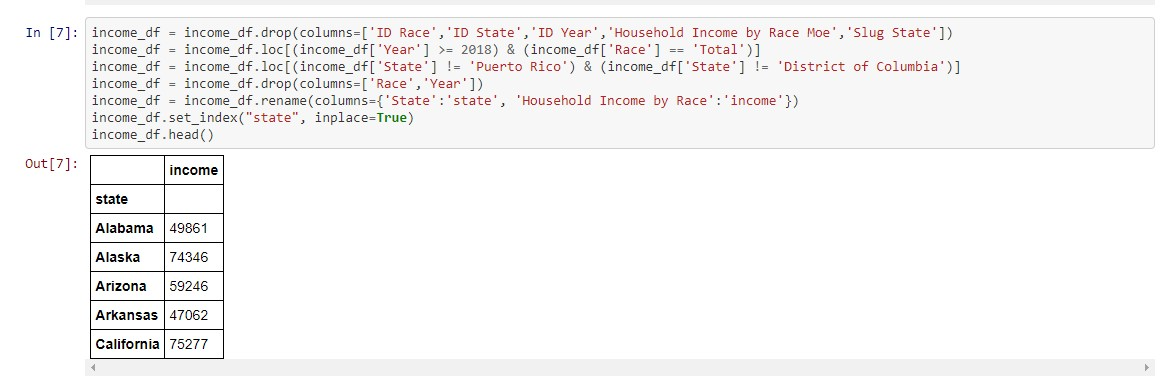 In [7]: income_df = income_df.drop(columns=['ID Race','ID State','ID Year','Household Income by Race Moe','Slug State'])
income_df = income_df.loc[(income_df['Year'] >= 2018) & (income_df['Race'] == 'Total')]
income_df = income_df.loc[(income_df['State'] != 'Puerto Rico') & (income_df['State'] != 'District of Columbia')]
income_df = income_df.drop(columns=['Race','Year'])
income_df = income_df.rename(columns={'State':'state', 'Household Income by Race':'income'})
income_df.set_index("state", inplace=True)
income_df.head()
Out[7]:
income
state
Alabama 49861
Alaska 74346
Arizona 59246
Arkansas 47062
California 75277